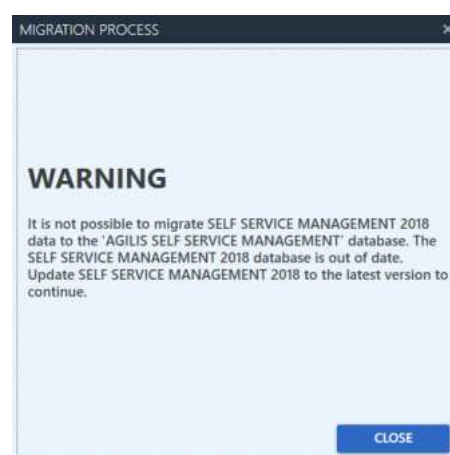 MIGRATION PROCESS
WARNING
It is not possible to migrate SELF SERVICE MANAGEMENT 2018
data to the 'AGILIS SELF SERVICE MANAGEMENT' database. The
SELF SERVICE MANAGEMENT 2018 database is out of date.
Update SELF SERVICE MANAGEMENT 2018 to the latest version to
continue.
CLOSE